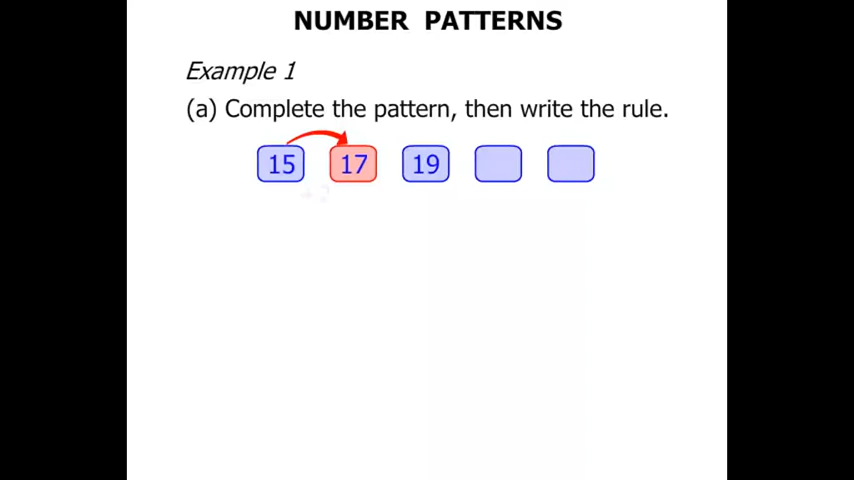 NUMBER PATTERNS
Example 1
(a) Complete the pattern, then write the rule.
15 17 19